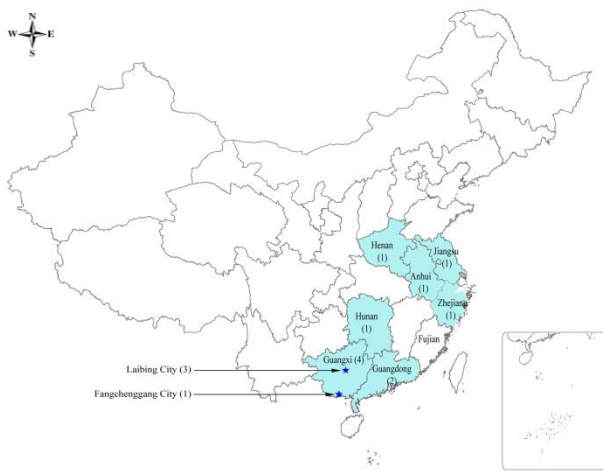 N
W E
S
Henan
(1)
Jiangsu
(1)
Anhui
(1)
Zhejiang
(1)
Hunan
(1)
Fujian
Guangxi (4)
Guangdong
(2)
Laibing City (3)
Fangchenggang City (1)